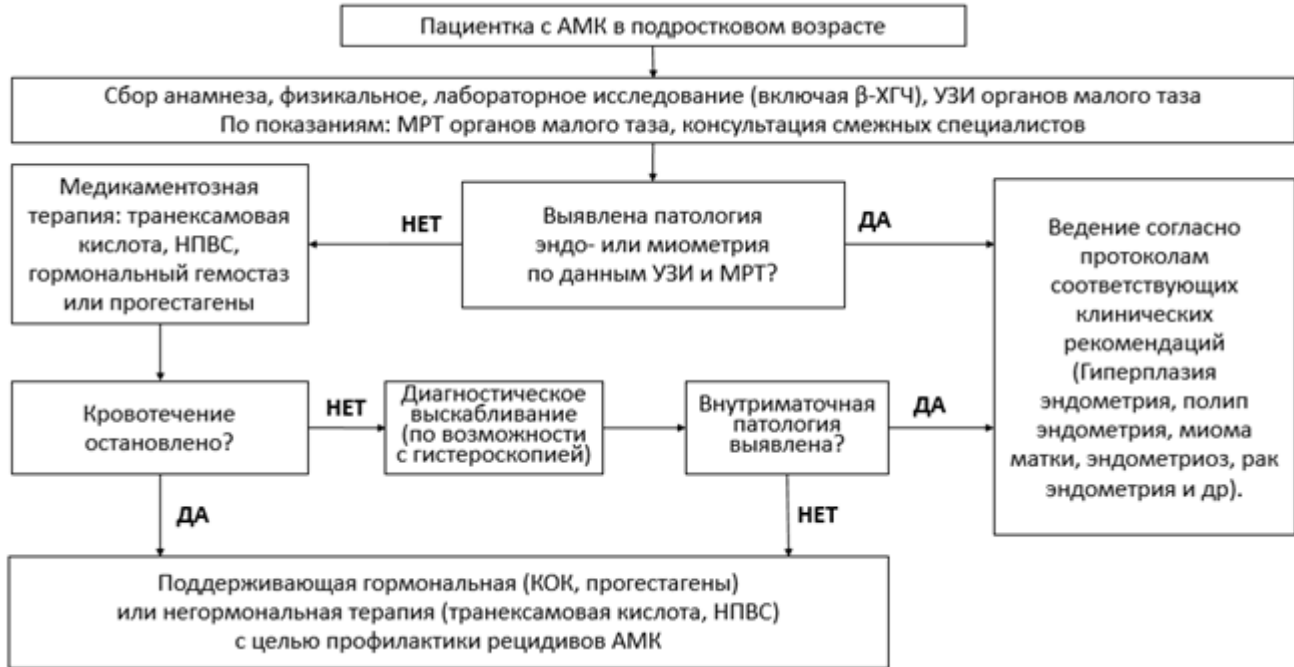 Пациентка с АМК в подростковом возрасте
Сбор анамнеза, физикальное, лабораторное исследование (включая β-ХГЧ), УЗИ органов малого таза
По показаниям: МРТ органов малого таза, консультация смежных специалистов
Медикаментозная
терапия: транексамовая
кислота, НПВС,
гормональный гемостаз
или прогестагены
НЕТ
Выявлена патология
эндо- или миометрия
по данным УЗИ и МРТ?
ДА
Ведение согласно
протоколам
соответствующих
клинических
рекомендаций
(Гиперплазия
эндометрия, полип
эндометрия, миома
матки, эндометриоз, рак
эндометрия и др).
Кровотечение
остановлено?
НЕТ
Диагностическое
выскабливание
(по возможности
с гистероскопией)
Внутриматочная
патология
выявлена?
ДА
ДА
НЕТ
Поддерживающая гормональная (КОК, прогестагены)
или негормональная терапия (транексамовая кислота, НПВС)
с целью профилактики рецидивов АМК